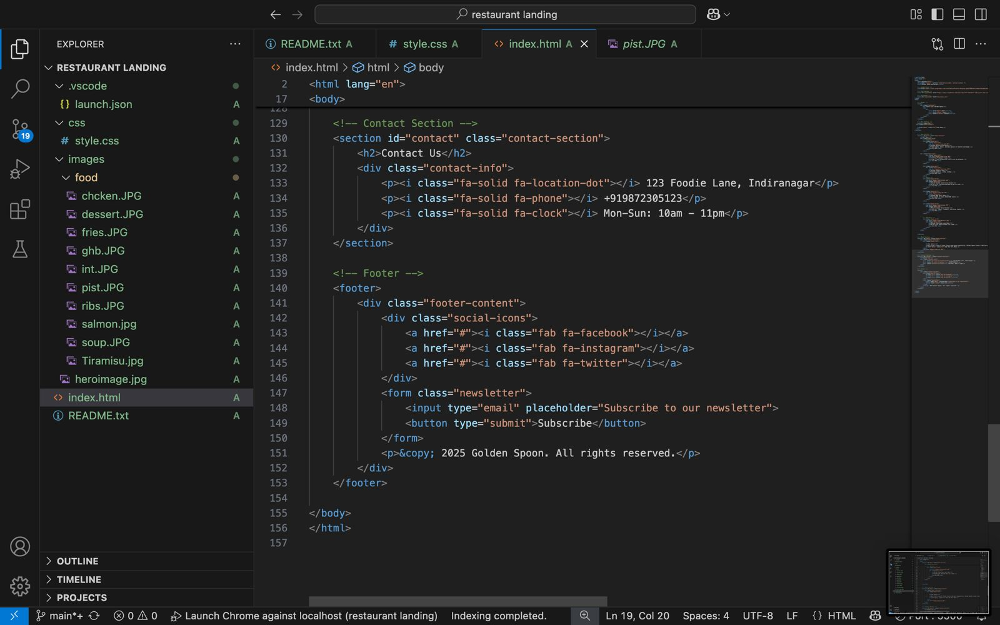 restaurant landing
EXPLORER
RESTAURANT LANDING
.vscode
{} launch.json A
css
# style.css A
images
food
chcken.JPG A
dessert.JPG A
fries.JPG A
ghb.JPG A
int.JPG A
pist.JPG A
ribs.JPG A
salmon.jpg A
soup.JPG A
Tiramisu.jpg A
heroimage.jpg A
<> index.html A
README.txt A
19
OUTLINE
TIMELINE
PROJECTS
README.txt A
# style.css A
<> index.html A
pist.JPG A
<> index.html > html > body
2 <html lang="en">
17 <body>
128
129 <!-- Contact Section -->
130 <section id="contact" class="contact-section">
131 <h2>Contact Us</h2>
132 <div class="contact-info">
133 <p><i class="fa-solid fa-location-dot"></i> 123 Foodie Lane, Indiranagar</p>
134 <p><i class="fa-solid fa-phone"></i> +919872305123</p>
135 <p><i class="fa-solid fa-clock"></i> Mon-Sun: 10am – 11pm</p>
136 </div>
137 </section>
138
139 <!-- Footer -->
140 <footer>
141 <div class="footer-content">
142 <div class="social-icons">
143 <a href="#"><i class="fab fa-facebook"></i></a>
144 <a href="#"><i class="fab fa-instagram"></i></a>
145 <a href="#"><i class="fab fa-twitter"></i></a>
146 </div>
147 <form class="newsletter">
148 <input type="email" placeholder="Subscribe to our newsletter">
149 <button type="submit">Subscribe</button>
150 </form>
151 <p>&copy; 2025 Golden Spoon. All rights reserved.</p>
152 </div>
153 </footer>
154
155 </body>
156 </html>
157
main*+
0 0
Launch Chrome against localhost (restaurant landing)
Indexing completed.
Ln 19, Col 20
Spaces: 4
UTF-8
LF
{} HTML